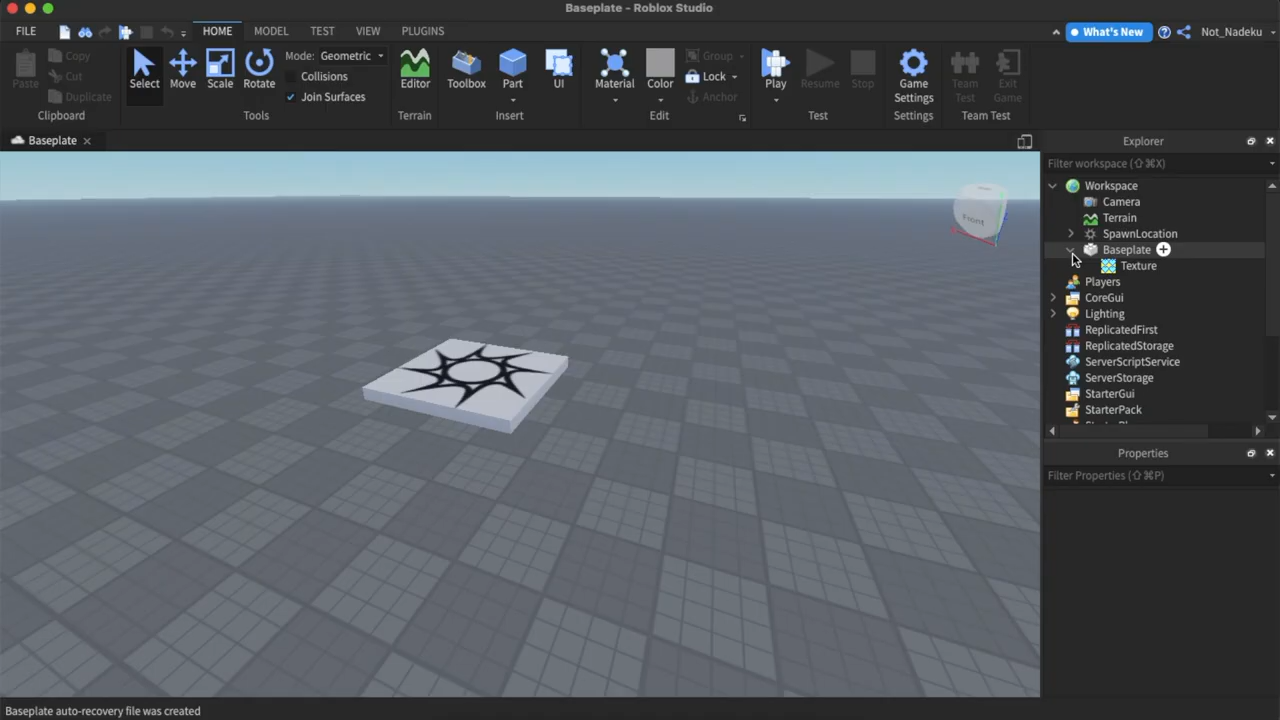 Baseplate - Roblox Studio
FILE HOME MODEL TEST VIEW PLUGINS What's New Not_Nadeku
Paste Copy Cut Duplicate Clipboard
Select Move Scale Rotate Mode: Geometric Collisions Join Surfaces Tools
Editor Terrain
Toolbox Part UI Insert
Material Color Group Lock Anchor Edit
Play Resume Stop Test
Game Settings Settings
Team Test Exit Game Team Test
Baseplate
Front
Explorer
Filter workspace (⇧⌘X)
Workspace
Camera
Terrain
SpawnLocation
Baseplate
Texture
Players
CoreGui
Lighting
ReplicatedFirst
ReplicatedStorage
ServerScriptService
ServerStorage
StarterGui
StarterPack
Properties
Filter Properties (⇧⌘P)
Baseplate auto-recovery file was created